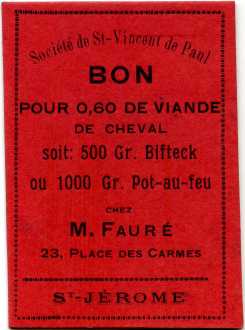 Société de St-Vincent de Paul
BON
POUR 0,60 DE VIANDE
DE CHEVAL
soit: 500 Gr. Bifteck
ou 1000 Gr. Pot-au-feu
CHEZ
M. FAURÉ
23, PLACE DES CARMES
ST-JÉROME